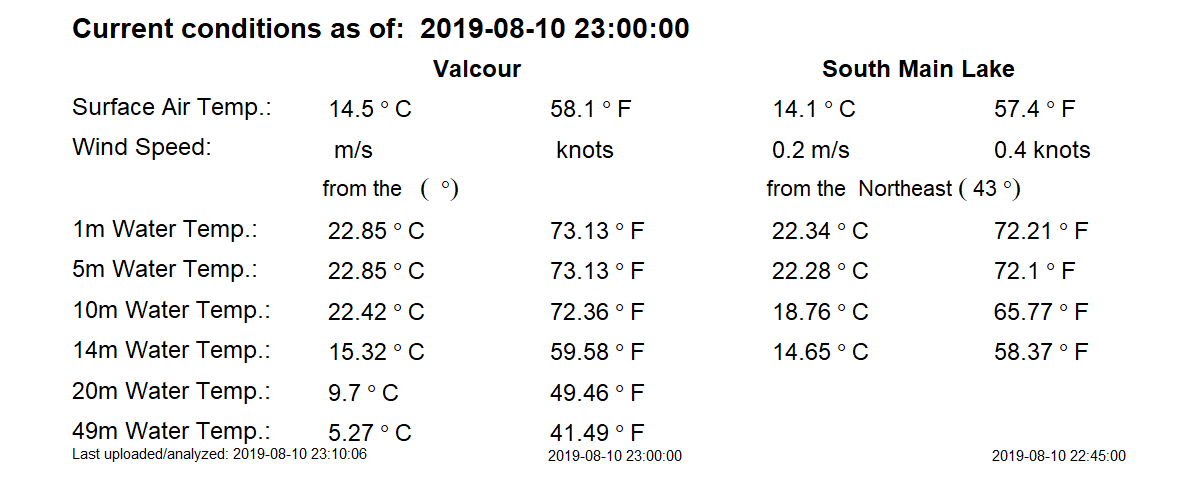 Current conditions as of:  2019-08-10 23:00:00
Valcour South Main Lake
Surface Air Temp.: 14.5 ° C 58.1 ° F 14.1 ° C 57.4 ° F
Wind Speed: m/s knots 0.2 m/s 0.4 knots
from the ( °) from the Northeast ( 43 °)
1m Water Temp.: 22.85 ° C 73.13 ° F 22.34 ° C 72.21 ° F
5m Water Temp.: 22.85 ° C 73.13 ° F 22.28 ° C 72.1 ° F
10m Water Temp.: 22.42 ° C 72.36 ° F 18.76 ° C 65.77 ° F
14m Water Temp.: 15.32 ° C 59.58 ° F 14.65 ° C 58.37 ° F
20m Water Temp.: 9.7 ° C 49.46 ° F
49m Water Temp.: 5.27 ° C 41.49 ° F
Last uploaded/analyzed: 2019-08-10 23:10:06 2019-08-10 23:00:00 2019-08-10 22:45:00